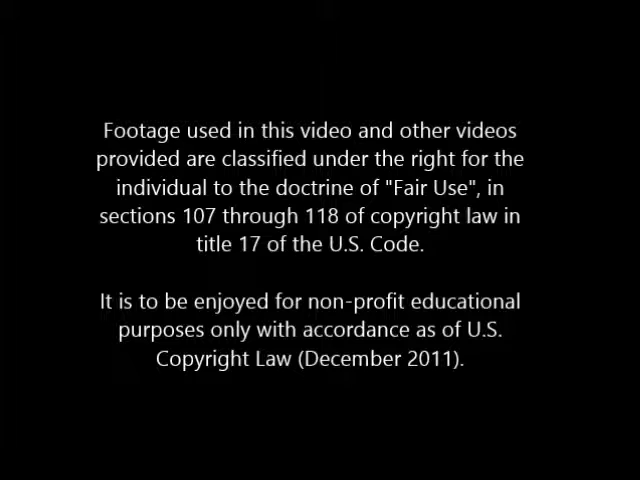 Footage used in this video and other videos
provided are classified under the right for the
individual to the doctrine of "Fair Use", in
sections 107 through 118 of copyright law in
title 17 of the U.S. Code.
It is to be enjoyed for non-profit educational
purposes only with accordance as of U.S.
Copyright Law (December 2011).